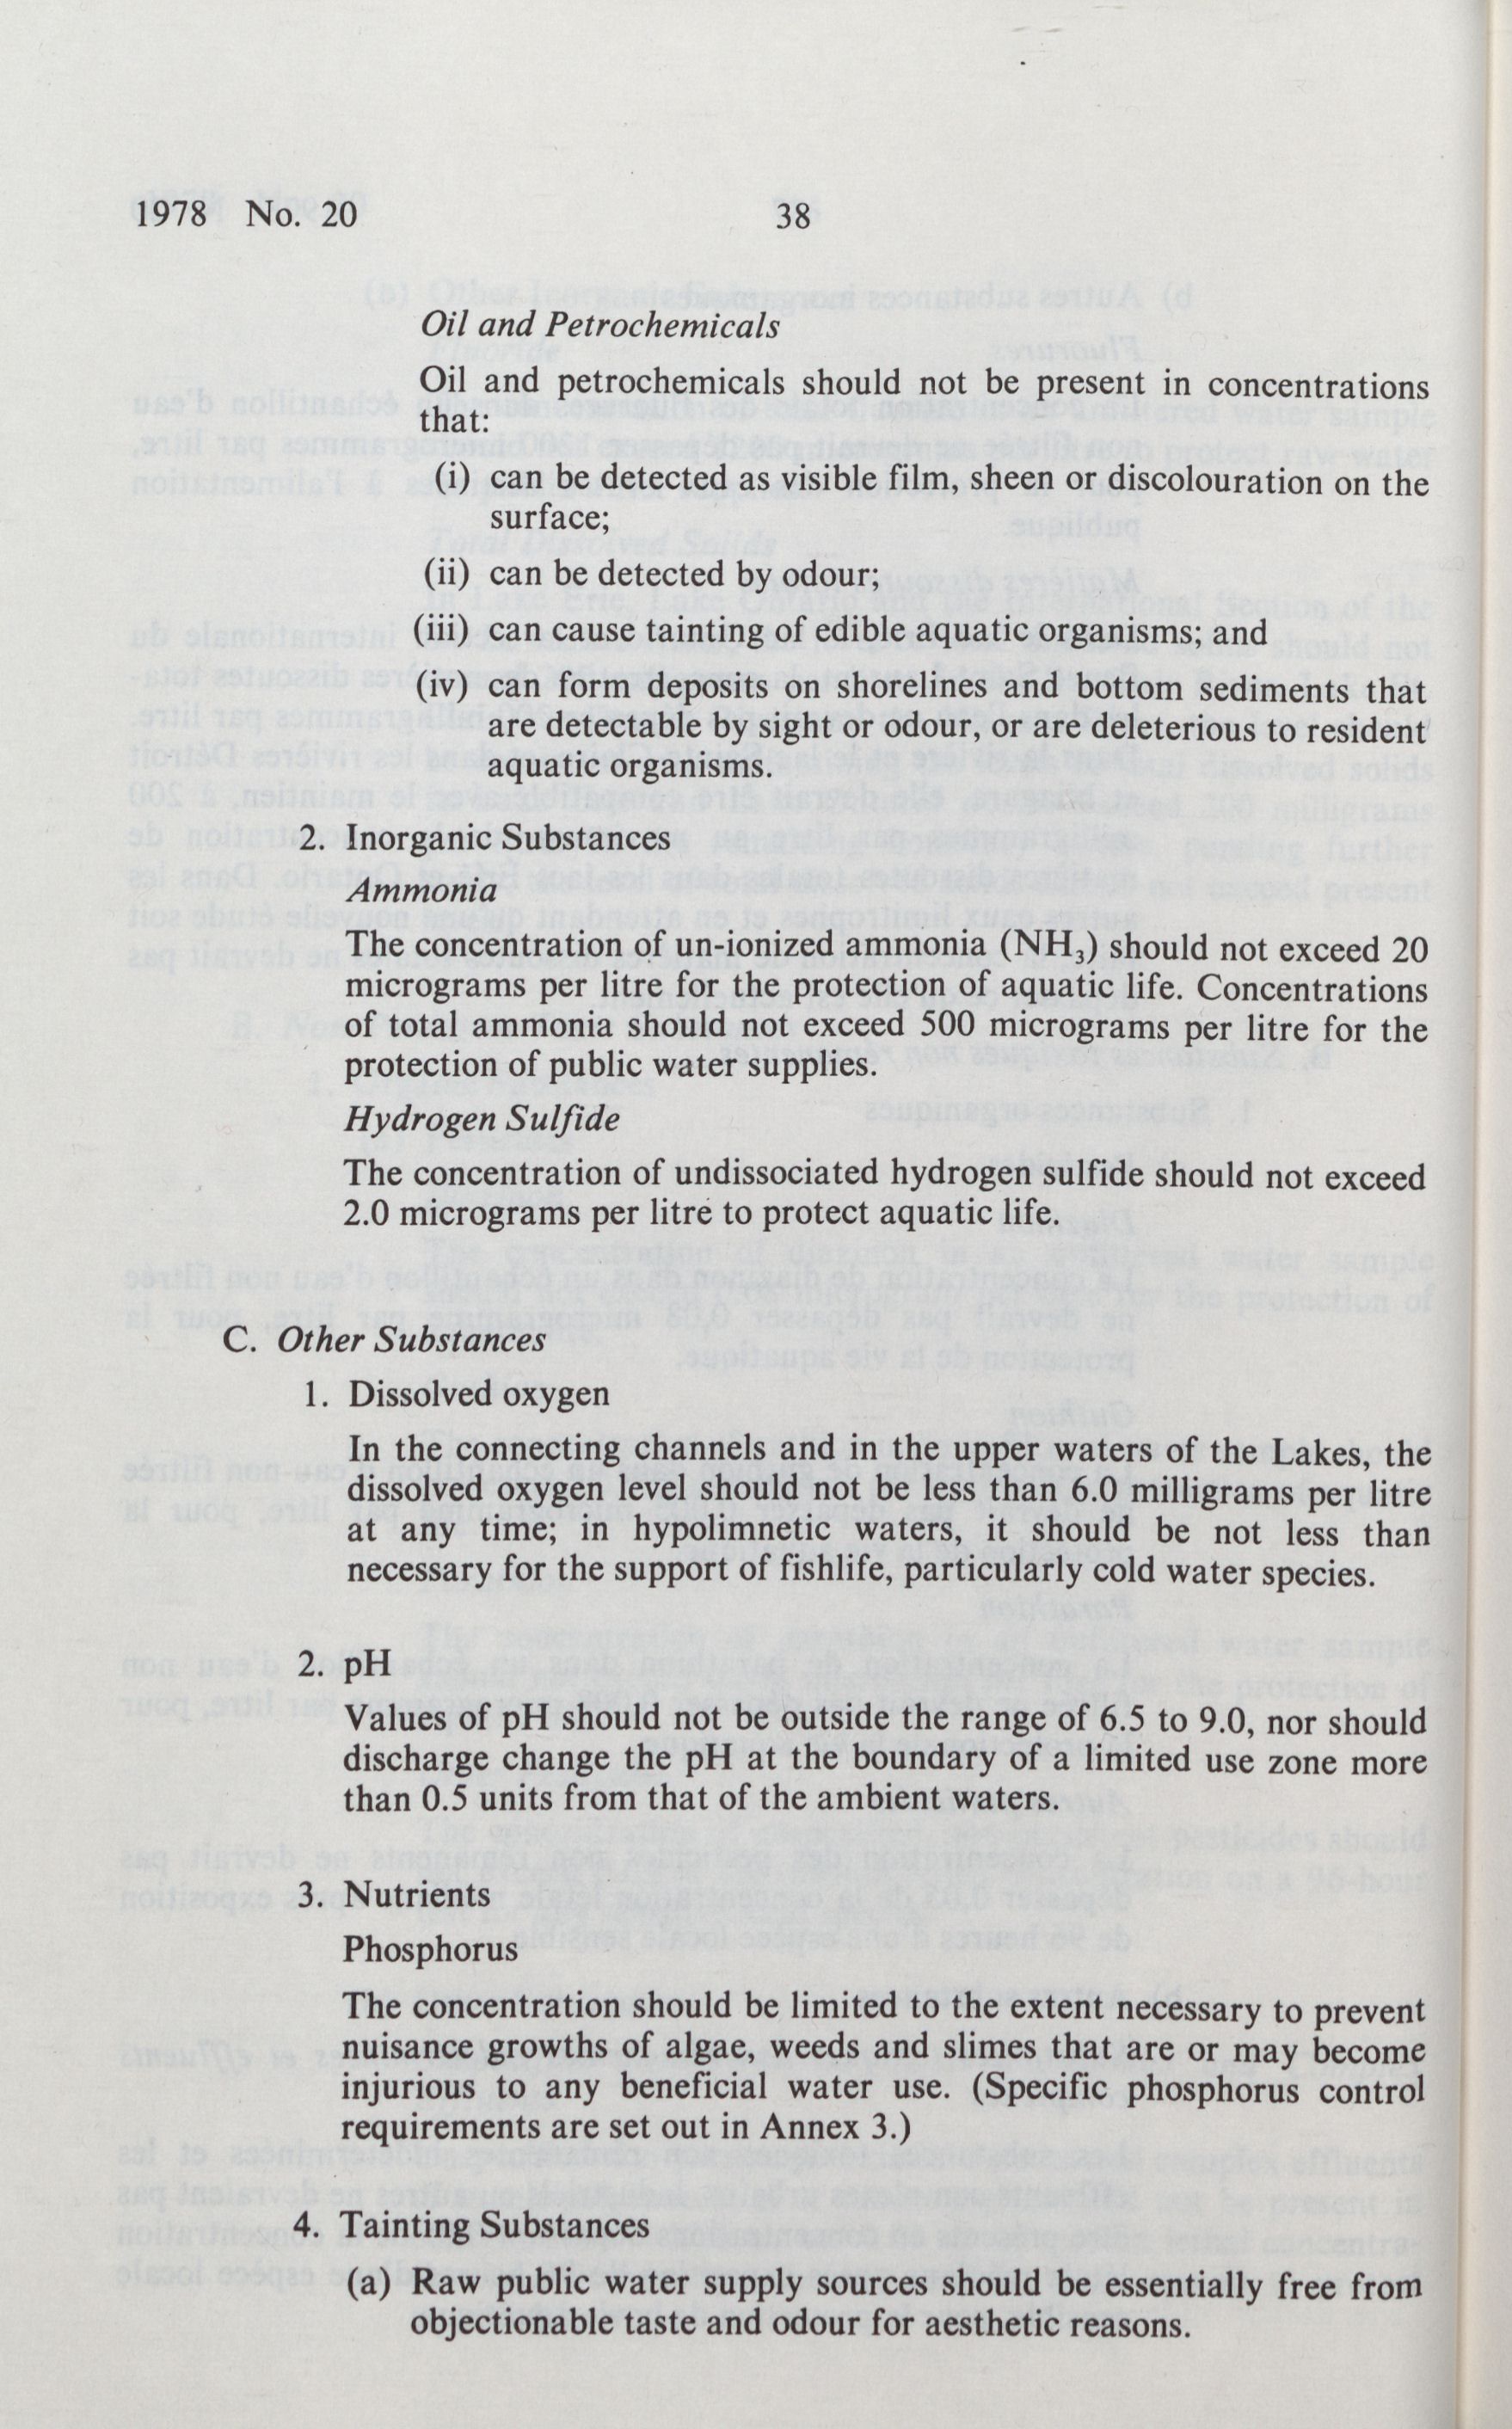 1978 No. 20
38
Oil and Petrochemicals
Oil and petrochemicals should not be present in concentrations
that:
(i) can be detected as visible film, sheen or discolouration on the
surface;
(ii) can be detected by odour;
(iii) can cause tainting of edible aquatic organisms; and
(iv) can form deposits on shorelines and bottom sediments that
are detectable by sight or odour, or are deleterious to resident
aquatic organisms.
2. Inorganic Substances
Ammonia
The concentration of un-ionized ammonia (NH₃) should not exceed 20
micrograms per litre for the protection of aquatic life. Concentrations
of total ammonia should not exceed 500 micrograms per litre for the
protection of public water supplies.
Hydrogen Sulfide
The concentration of undissociated hydrogen sulfide should not exceed
2.0 micrograms per litre to protect aquatic life.
C. Other Substances
1. Dissolved oxygen
In the connecting channels and in the upper waters of the Lakes, the
dissolved oxygen level should not be less than 6.0 milligrams per litre
at any time; in hypolimnetic waters, it should be not less than
necessary for the support of fishlife, particularly cold water species.
2. pH
Values of pH should not be outside the range of 6.5 to 9.0, nor should
discharge change the pH at the boundary of a limited use zone more
than 0.5 units from that of the ambient waters.
3. Nutrients
Phosphorus
The concentration should be limited to the extent necessary to prevent
nuisance growths of algae, weeds and slimes that are or may become
injurious to any beneficial water use. (Specific phosphorus control
requirements are set out in Annex 3.)
4. Tainting Substances
(a) Raw public water supply sources should be essentially free from
objectionable taste and odour for aesthetic reasons.